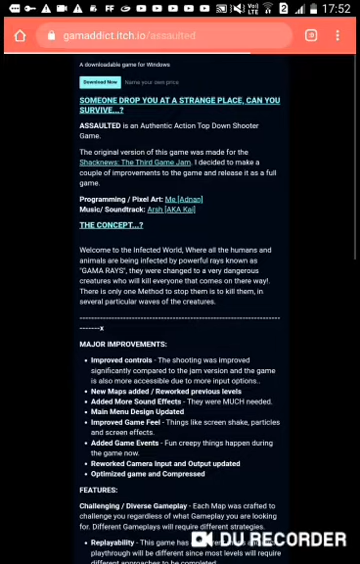 17:52
gamaddict.itch.io/assaulted
A downloadable game for Windows
Download Now Name your own price
SOMEONE DROP YOU AT A STRANGE PLACE, CAN YOU
SURVIVE...?
ASSAULTED is an Authentic Action Top Down Shooter
Game.
The original version of this game was made for the
Shacknews: The Third Game Jam. I decided to make a
couple of improvements to the game and release it as a full
game.
Programming / Pixel Art: Me [Adnan]
Music/ Soundtrack: Arsh [AKA Kai]
THE CONCEPT...?
Welcome to the Infected World, Where all the humans and
animals are being infected by powerful rays known as
"GAMA RAYS", they were changed to a very dangerous
creatures who will kill everyone that comes on there way!.
There is only one Method to stop them is to kill them, in
several particular waves of the creatures.
--------------------------------------------------------------------
-------x
MAJOR IMPROVEMENTS:
• Improved controls - The shooting was improved
significantly compared to the jam version and the game
is also more accessible due to more input options..
• New Maps added / Reworked previous levels
• Added More Sound Effects - They were MUCH needed.
• Main Menu Design Updated
• Improved Game Feel - Things like screen shake, particles
and screen effects.
• Added Game Events - Fun creepy things happen during
the game now.
• Reworked Camera Input and Output updated
• Optimized game and Compressed
FEATURES:
Challenging / Diverse Gameplay - Each Map was crafted to
challenge you regardless of what Gameplay you are looking
for. Different Gameplays will require different strategies.
• Replayability - This game has
playthrough will be different since most levels will require
different approaches to be completed
DU RECORDER